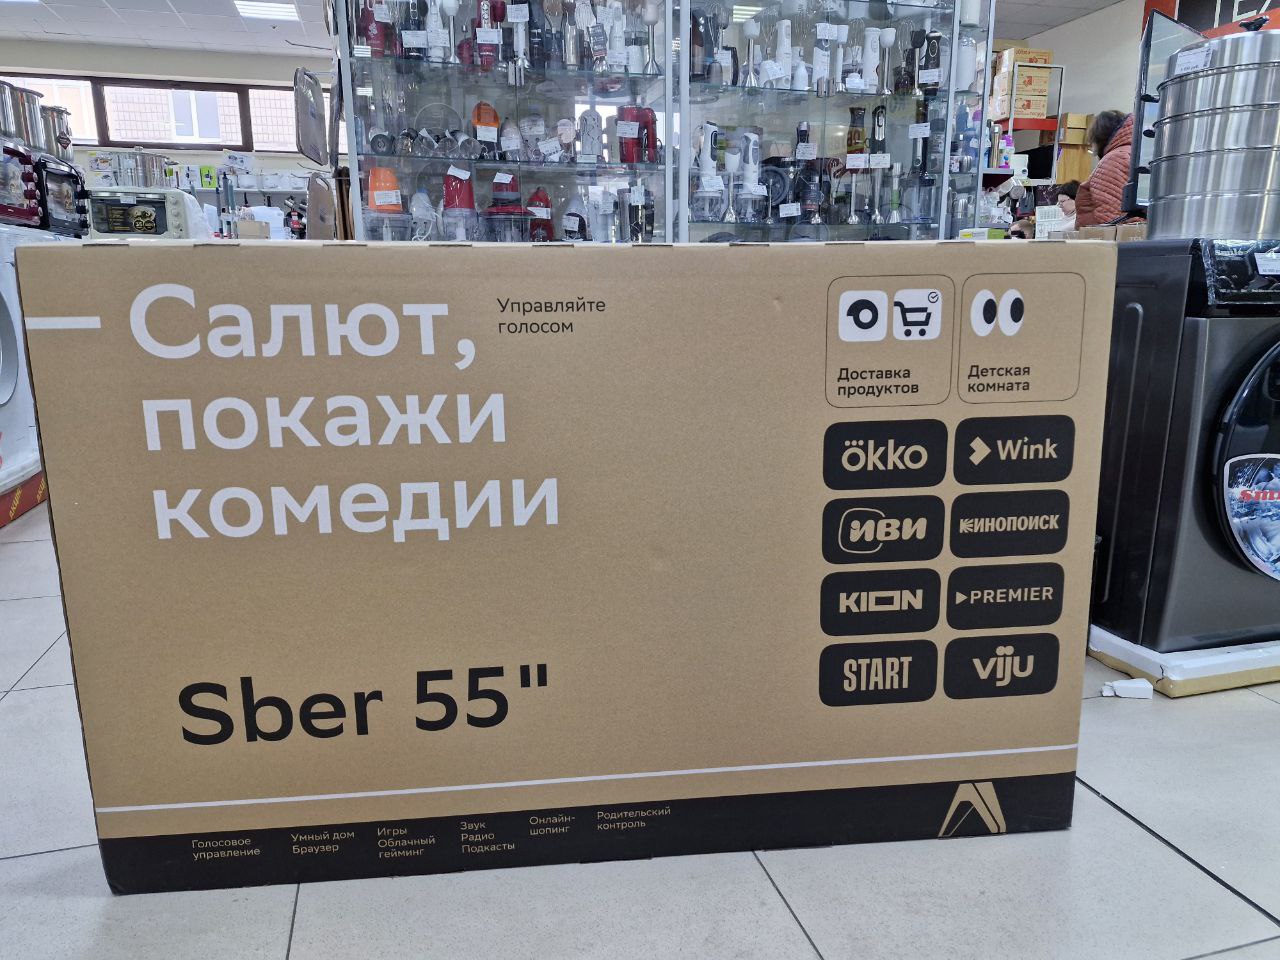 Салют,
покажи
комедии
Управляйте
голосом
Доставка
продуктов
Детская
комната
ökko
Wink
иви
КИНОПОИСК
KION
PREMIER
START
viju
Sber 55"
Голосовое
управление
Умный дом
Браузер
Игры
Облачный
гейминг
Звук
Радио
Подкасты
Онлайн-
шопинг
Родительский
контроль